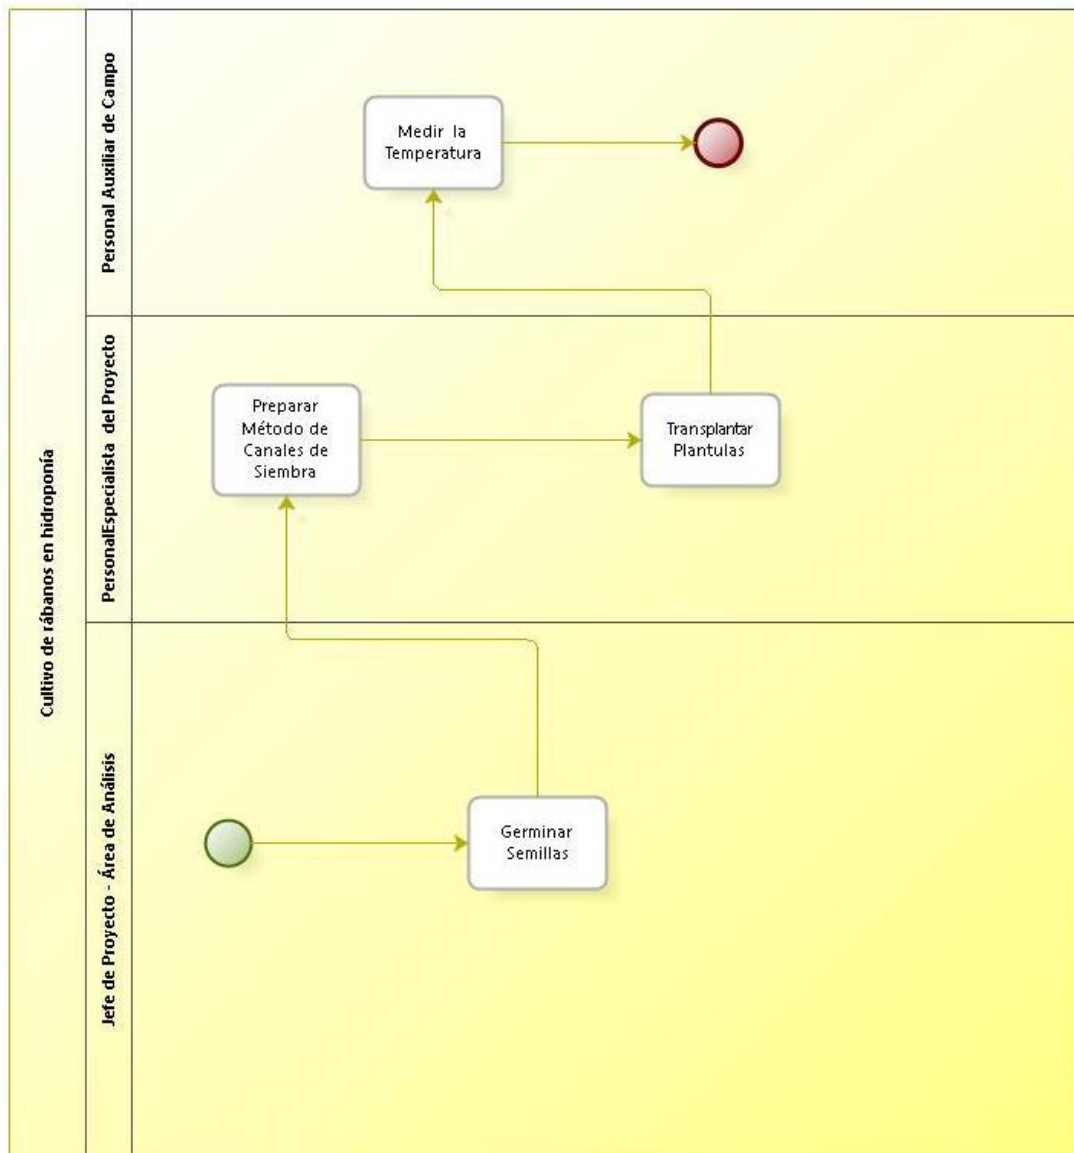 Cultivo de rábanos en hidroponía
Personal Auxiliar de Campo
Medir la
Temperatura
PersonalEspecialista del Proyecto
Preparar
Método de
Canales de
Siembra
Transplantar
Plantulas
Jefe de Proyecto - Área de Análisis
Germinar
Semillas